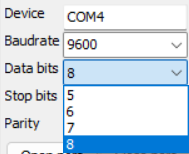 Device COM4
Baudrate 9600
Data bits 8
Stop bits 5
6
Parity 7
8